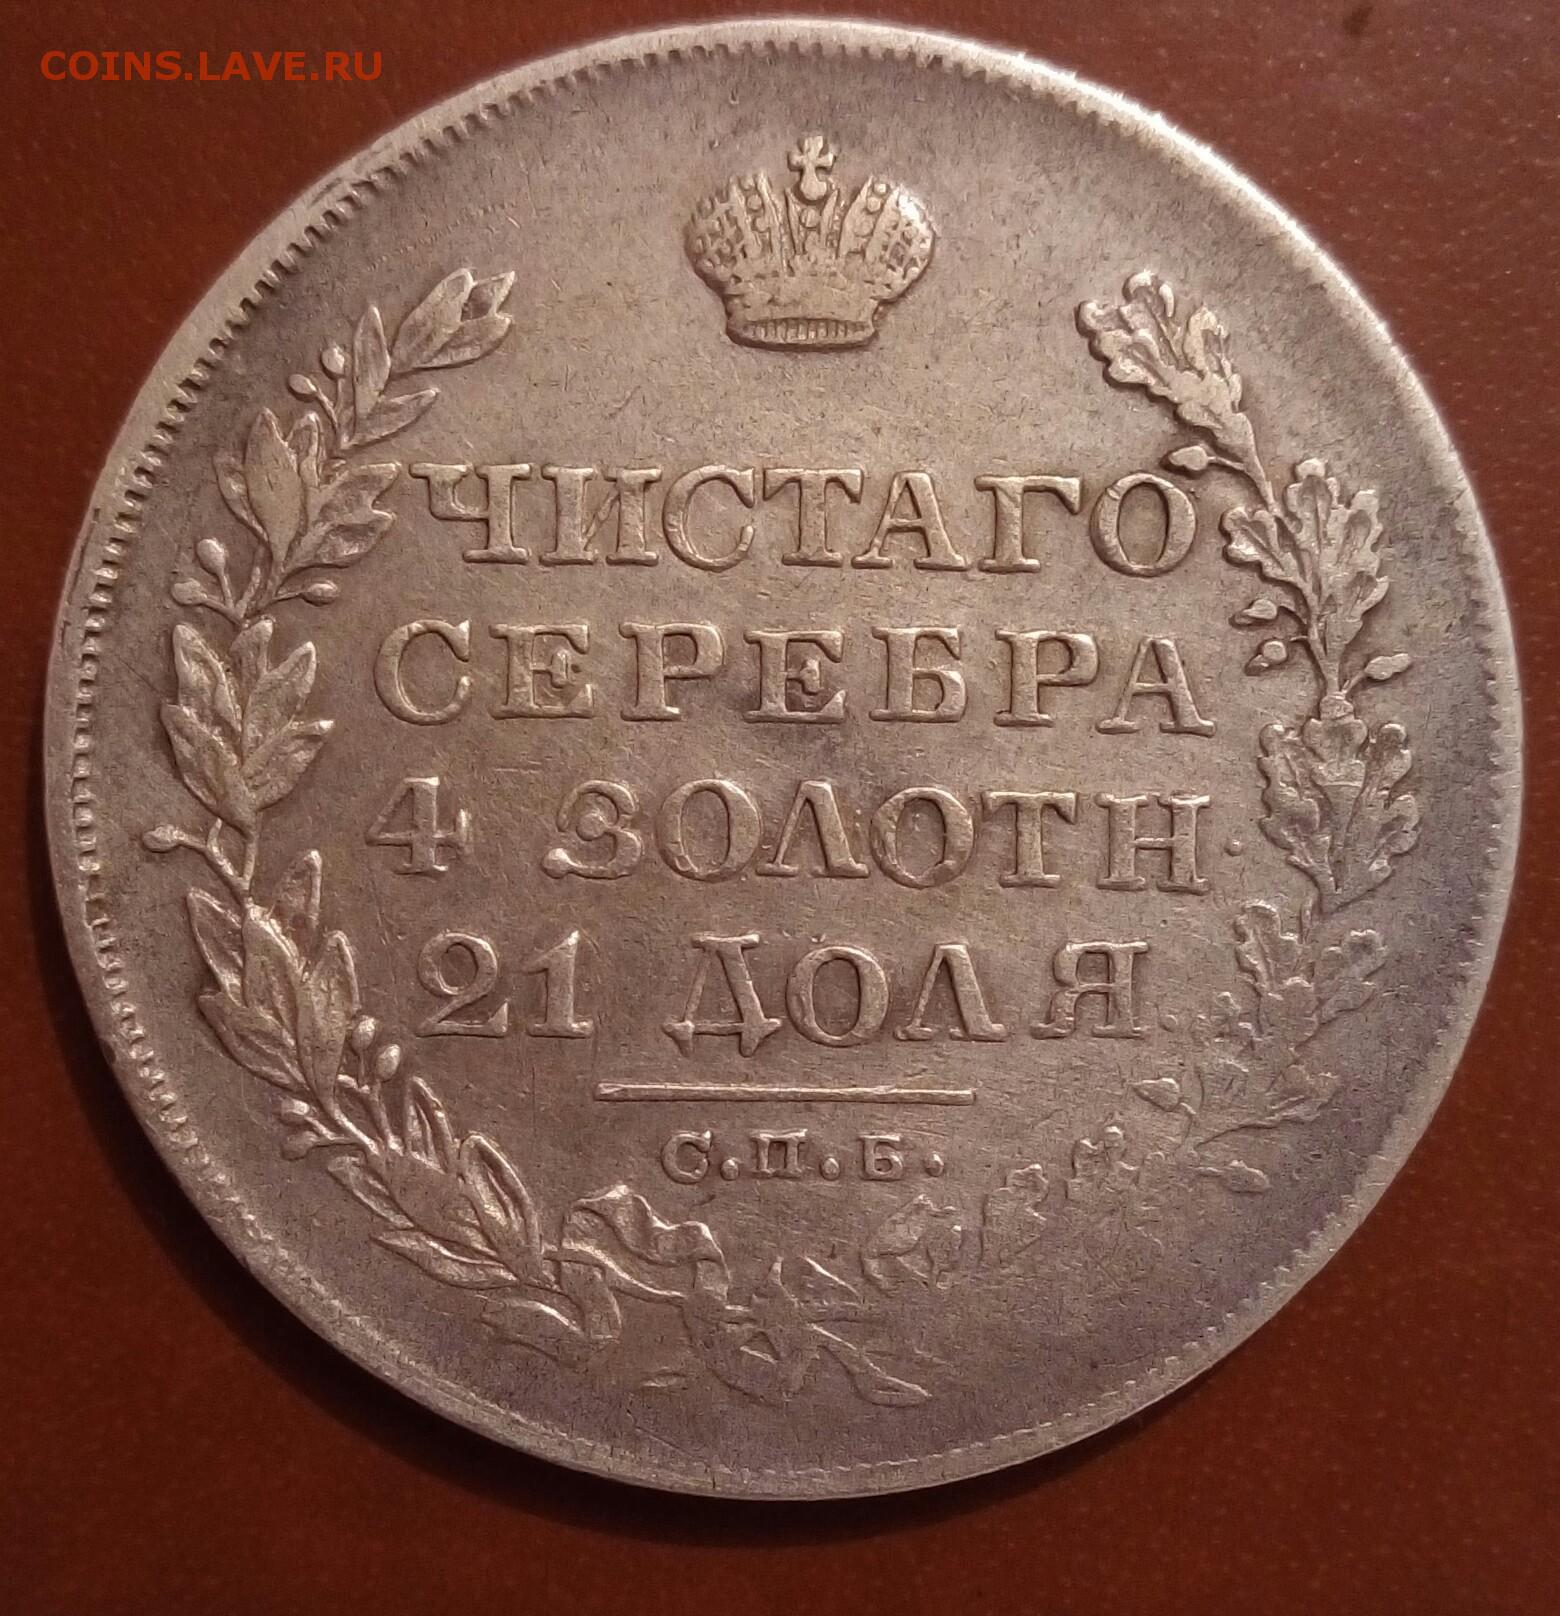 COINS.LAVE.RU
ЧИСТАГО
СЕРЕБРА
4 ЗОЛОТН.
21 ДОЛЯ.
С.П.Б.